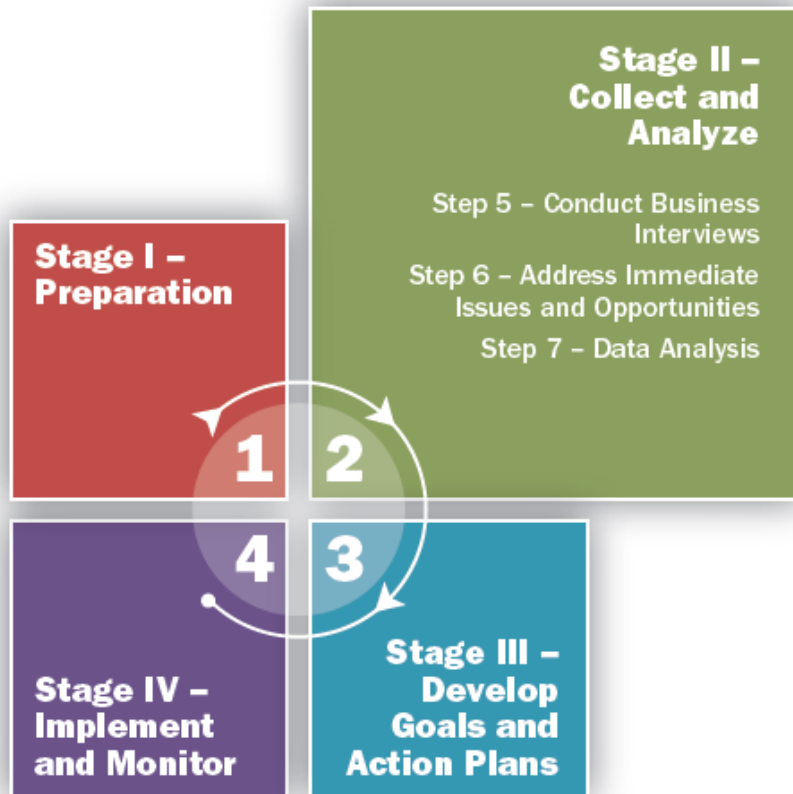 Stage I –
Preparation
1
Stage II –
Collect and
Analyze
Step 5 – Conduct Business
Interviews
Step 6 – Address Immediate
Issues and Opportunities
Step 7 – Data Analysis
2
3
Stage III –
Develop
Goals and
Action Plans
4
Stage IV –
Implement
and Monitor